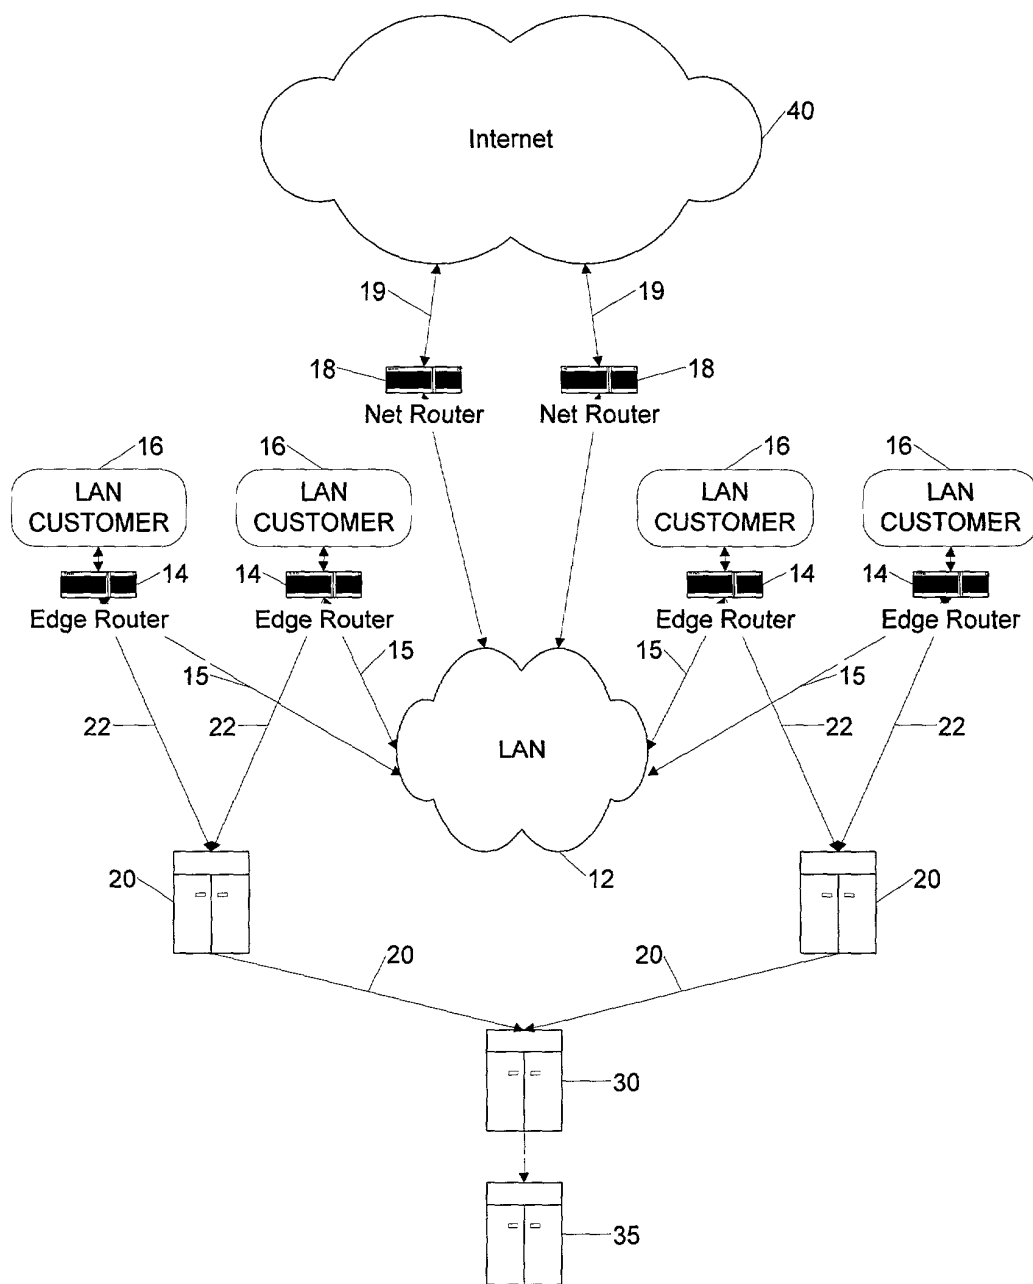 40
Internet
19
19
18
18
Net Router
Net Router
16
16
16
16
LAN
CUSTOMER
LAN
CUSTOMER
LAN
CUSTOMER
LAN
CUSTOMER
14
14
14
14
Edge Router
Edge Router
Edge Router
Edge Router
15
15
15
15
22
22
22
22
LAN
12
20
20
20
20
30
35